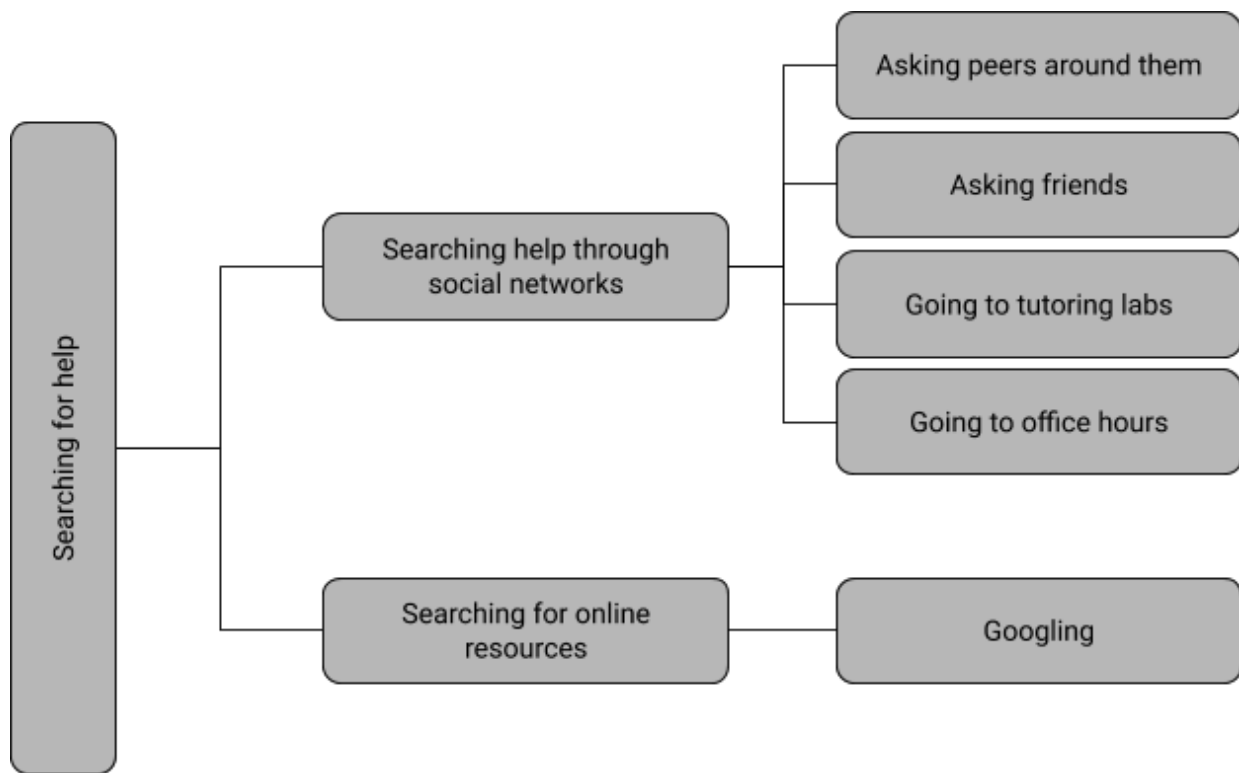 Searching for help
Searching help through
social networks
Asking peers around them
Asking friends
Going to tutoring labs
Going to office hours
Searching for online
resources
Googling